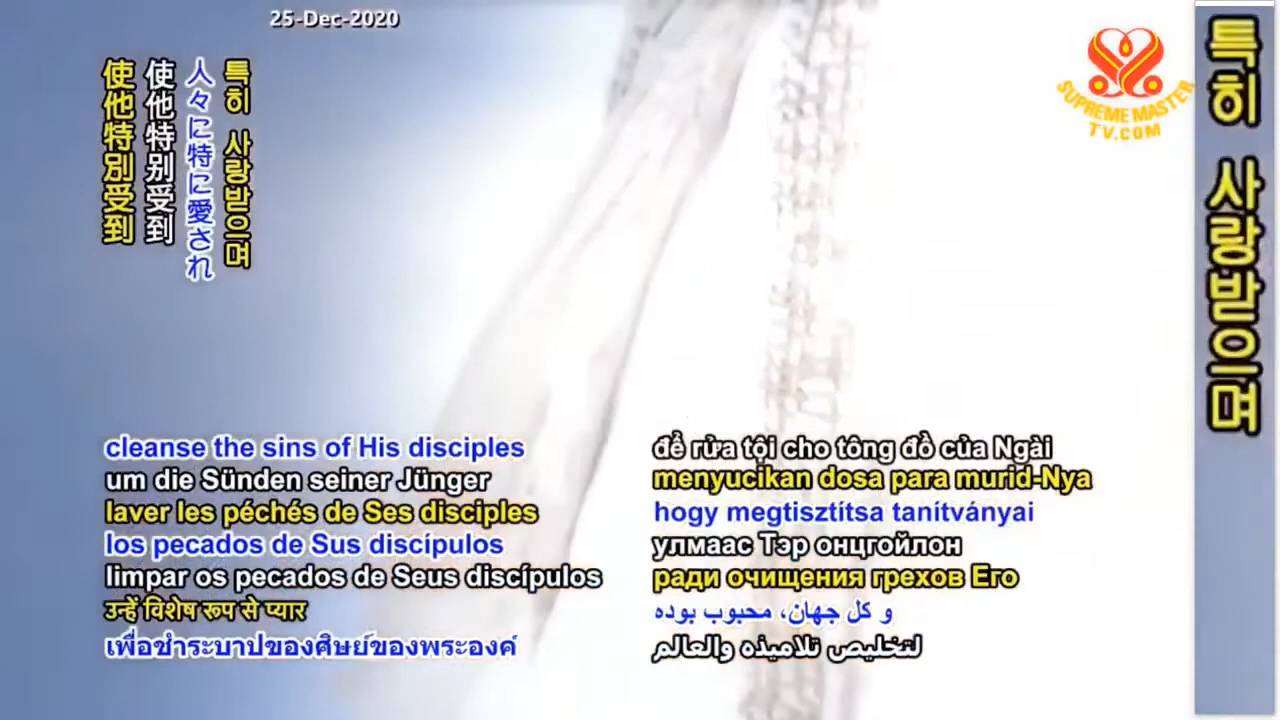 25-Dec-2020
SUPREME MASTER
TV.COM
특히 사랑받으며
人々に特に愛され
使他特别受到
使他特別受到
특히 사랑받으며
cleanse the sins of His disciples
um die Sünden seiner Jünger
laver les péchés de Ses disciples
los pecados de Sus discípulos
limpar os pecados de Seus discípulos
उन्हें विशेष रूप से प्यार
เพื่อชำระบาปของศิษย์ของพระองค์
để rửa tội cho tông đồ của Ngài
menyucikan dosa para murid-Nya
hogy megtisztítsa tanítványai
улмаас Тэр онцгойлон
ради очищения грехов Его
و کل جهان، محبوب بوده
لتخليص تلاميذه والعالم